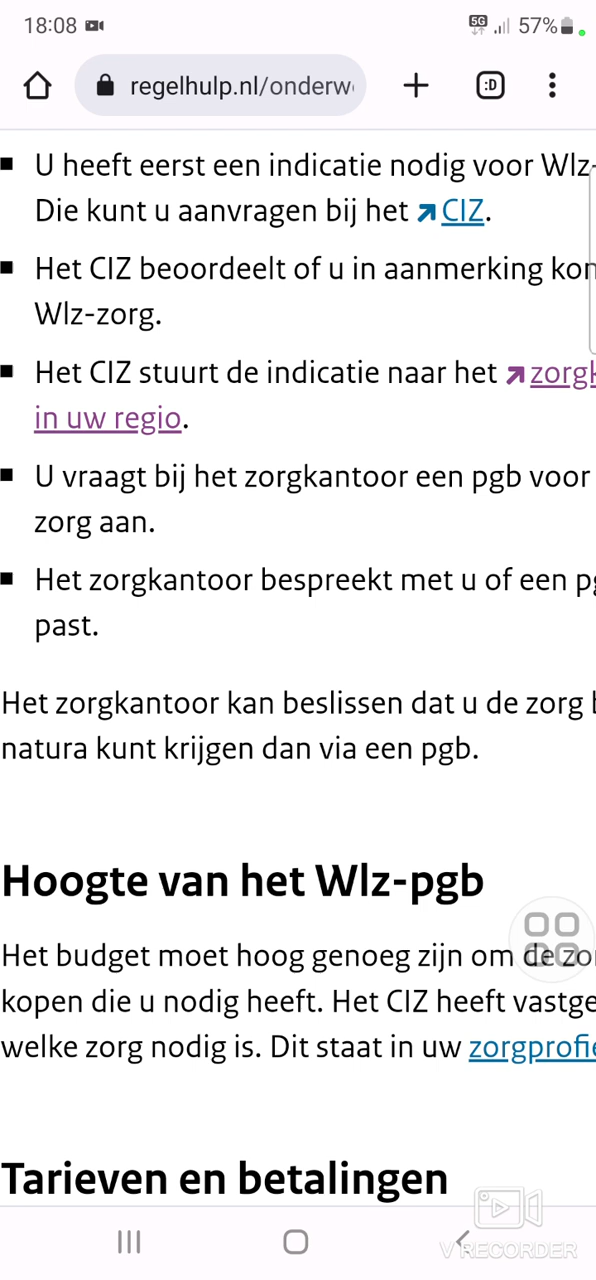 18:08
5G 57%
regelhulp.nl/onderw
:D
U heeft eerst een indicatie nodig voor Wlz-
Die kunt u aanvragen bij het CIZ.
Het CIZ beoordeelt of u in aanmerking kon
Wlz-zorg.
Het CIZ stuurt de indicatie naar het zorgk
in uw regio.
U vraagt bij het zorgkantoor een pgb voor
zorg aan.
Het zorgkantoor bespreekt met u of een pg
past.
Het zorgkantoor kan beslissen dat u de zorg b
natura kunt krijgen dan via een pgb.
Hoogte van het Wlz-pgb
Het budget moet hoog genoeg zijn om de zo
kopen die u nodig heeft. Het CIZ heeft vastge
welke zorg nodig is. Dit staat in uw zorgprofie
Tarieven en betalingen
V RECORDER